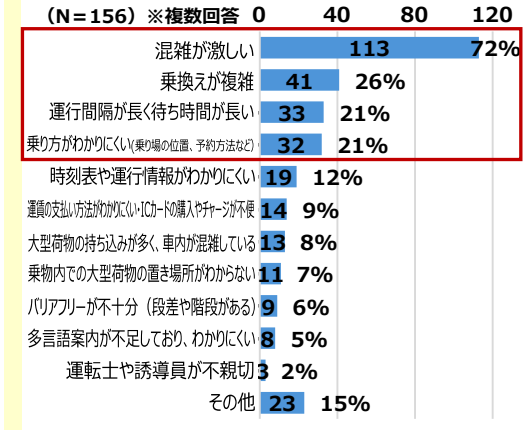 （N＝156）※複数回答 0 40 80 120
混雑が激しい 113 72%
乗換えが複雑 41 26%
運行間隔が長く待ち時間が長い 33 21%
乗り方がわかりにくい(乗り場の位置、予約方法など) 32 21%
時刻表や運行情報がわかりにくい 19 12%
運賃の支払い方法がわかりにくい・ICカードの購入やチャージが不便 14 9%
大型荷物の持ち込みが多く、車内が混雑している 13 8%
乗物内での大型荷物の置き場所がわからない 11 7%
バリアフリーが不十分（段差や階段がある） 9 6%
多言語案内が不足しており、わかりにくい 8 5%
運転士や誘導員が不親切 3 2%
その他 23 15%